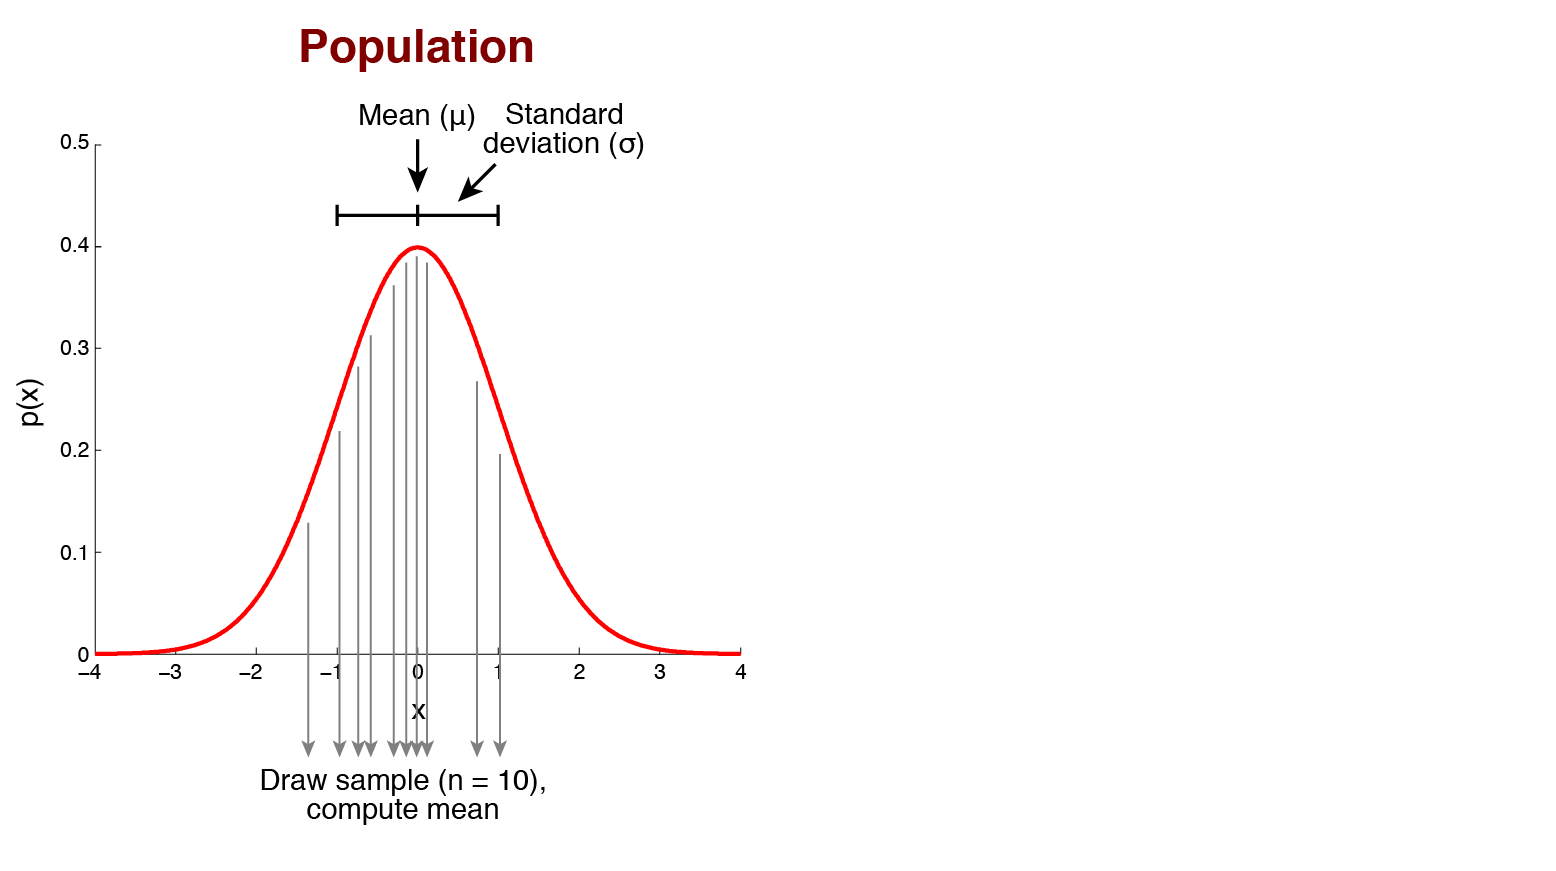 Population
Mean (μ)
Standard
deviation (σ)
0.5
0.4
0.3
0.2
0.1
0
p(x)
−4 −3 −2 −1 0 1 2 3 4
x
Draw sample (n = 10),
compute mean